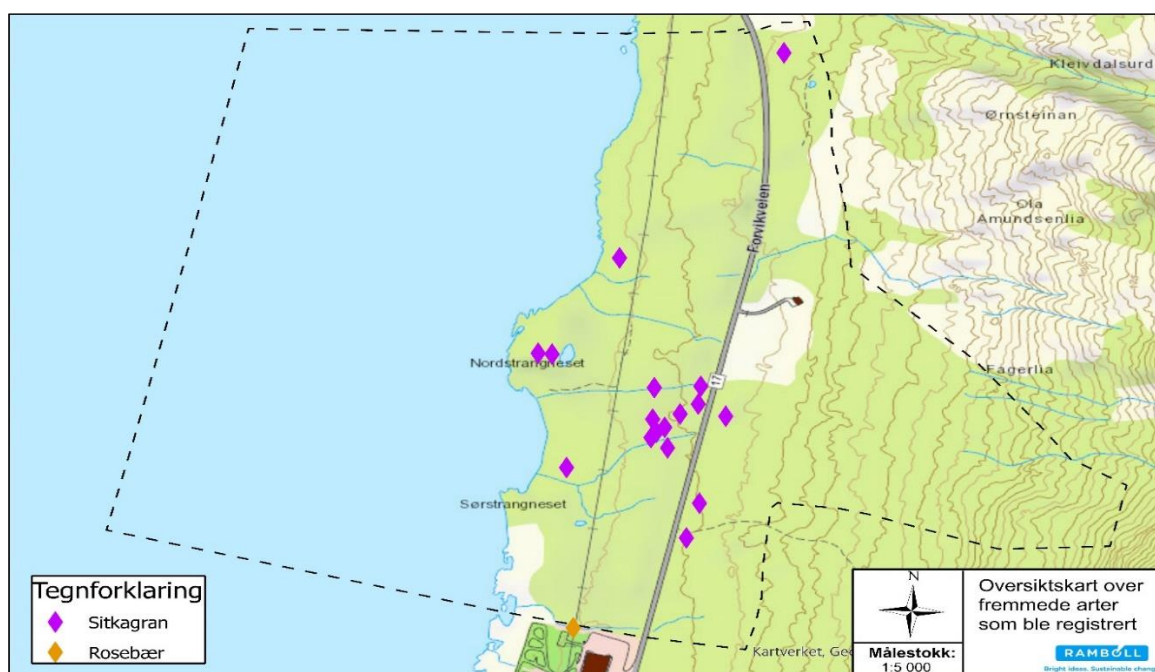 Kleivdalsurd
Ørnsteinan
Ola
Amundsenlia
Forvikveien
Nordstrangneset
17
Fagerlia
Sørstrangneset
Tegnforklaring
Sitkagran
Rosebær
N
Målestokk:
1:5 000
Oversiktskart over
fremmede arter
som ble registrert
Kartverket, Geo
RAMBOLL
Bright ideas. Sustainable chang